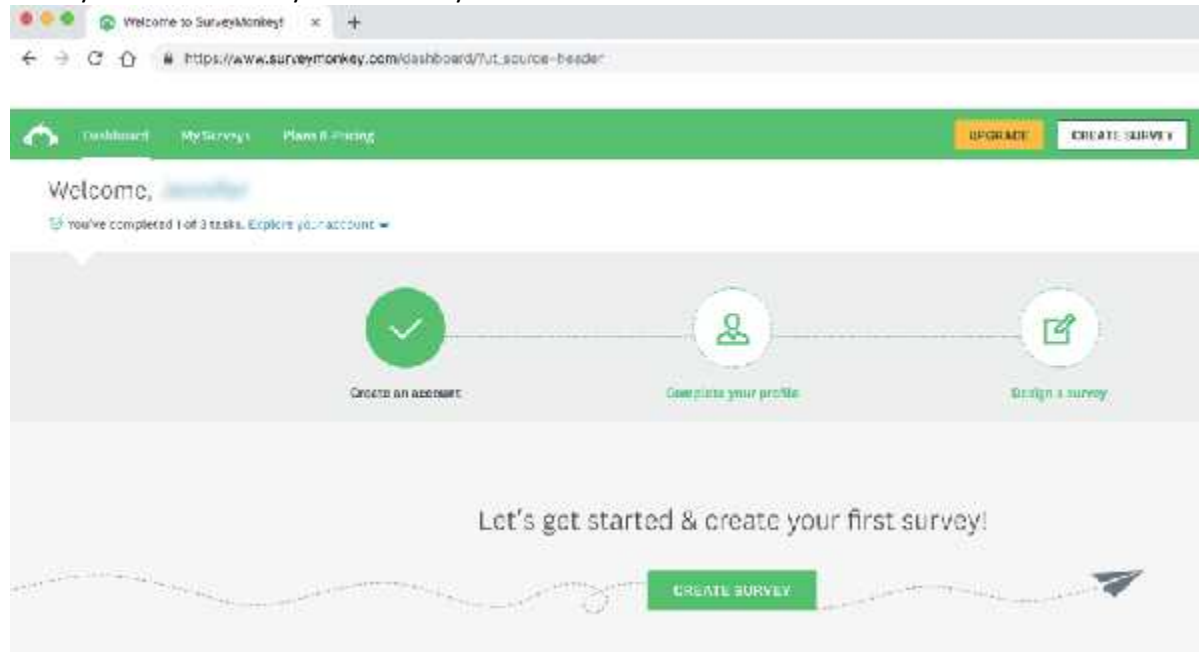 Welcome to SurveyMonkey! × +
https://www.surveymonkey.com/dashboard/?ut_source=header
Dashboard My Surveys Plans & Pricing UPGRADE CREATE SURVEY
Welcome,
You've completed 1 of 3 tasks. Explore your account
Create an account Complete your profile Design a survey
Let's get started & create your first survey!
CREATE SURVEY